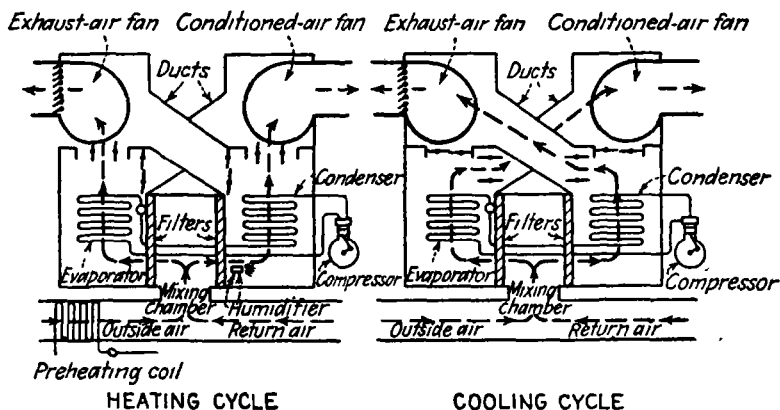 Exhaust-air fan
Conditioned-air fan
Ducts
Condenser
Filters
Evaporator
Compressor
Mixing
chamber
Humidifier
Outside air
Return air
Preheating coil
HEATING CYCLE
Exhaust-air fan
Conditioned-air fan
Ducts
Condenser
Filters
Evaporator
Compressor
Mixing
chamber
Outside air
Return air
COOLING CYCLE